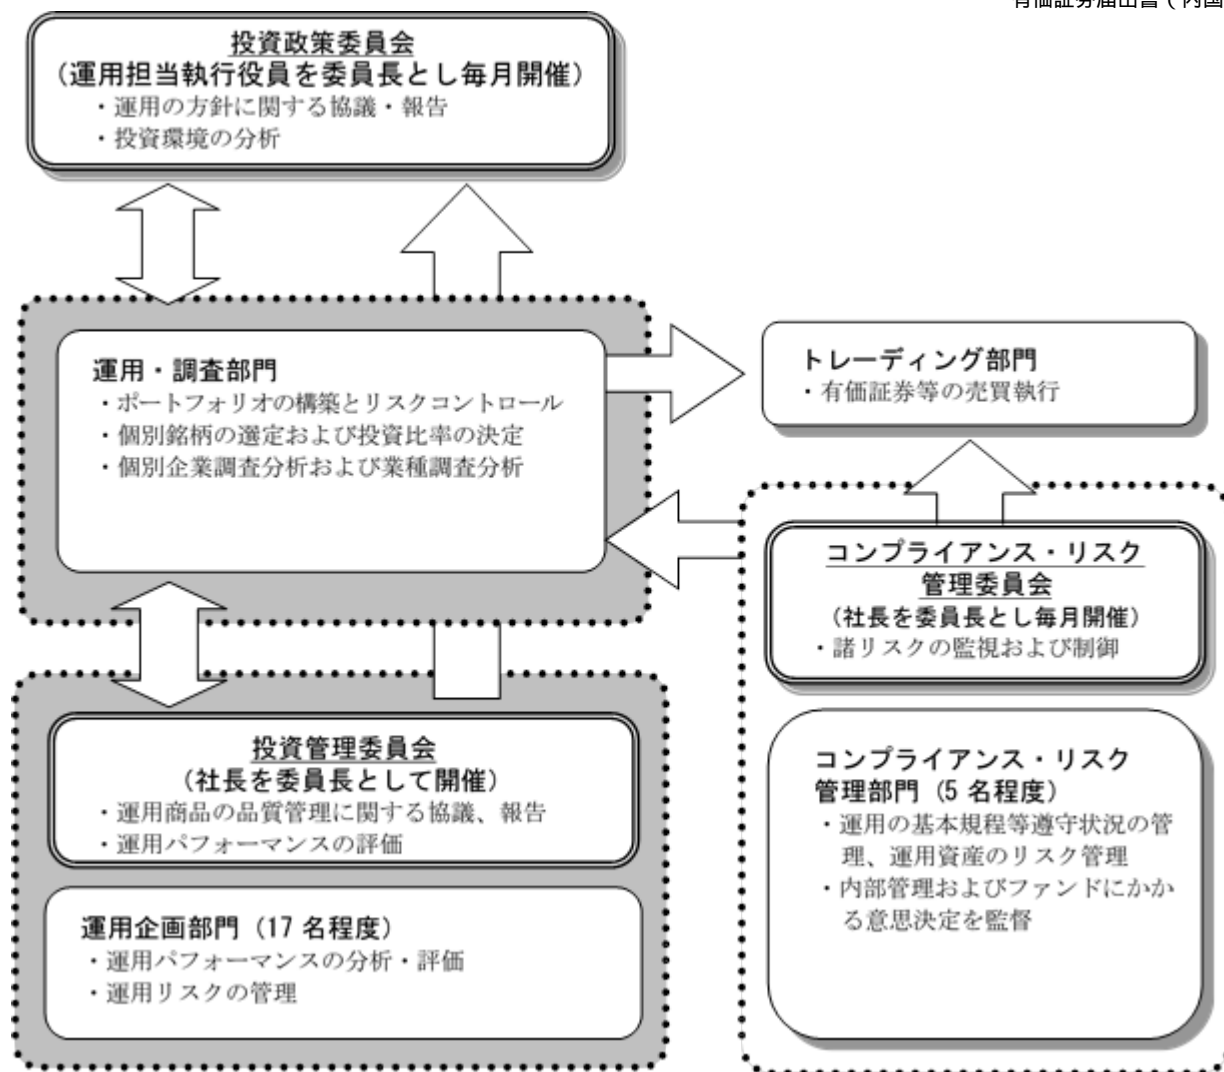 有価証券届出書（内国
投資政策委員会
（運用担当執行役員を委員長とし毎月開催）
・運用の方針に関する協議・報告
・投資環境の分析
運用・調査部門
・ポートフォリオの構築とリスクコントロール
・個別銘柄の選定および投資比率の決定
・個別企業調査分析および業種調査分析
トレーディング部門
・有価証券等の売買執行
コンプライアンス・リスク
管理委員会
（社長を委員長とし毎月開催）
・諸リスクの監視および制御
投資管理委員会
（社長を委員長として開催）
・運用商品の品質管理に関する協議、報告
・運用パフォーマンスの評価
運用企画部門（17 名程度）
・運用パフォーマンスの分析・評価
・運用リスクの管理
コンプライアンス・リスク
管理部門（5 名程度）
・運用の基本規程等遵守状況の管
理、運用資産のリスク管理
・内部管理およびファンドにかか
る意思決定を監督